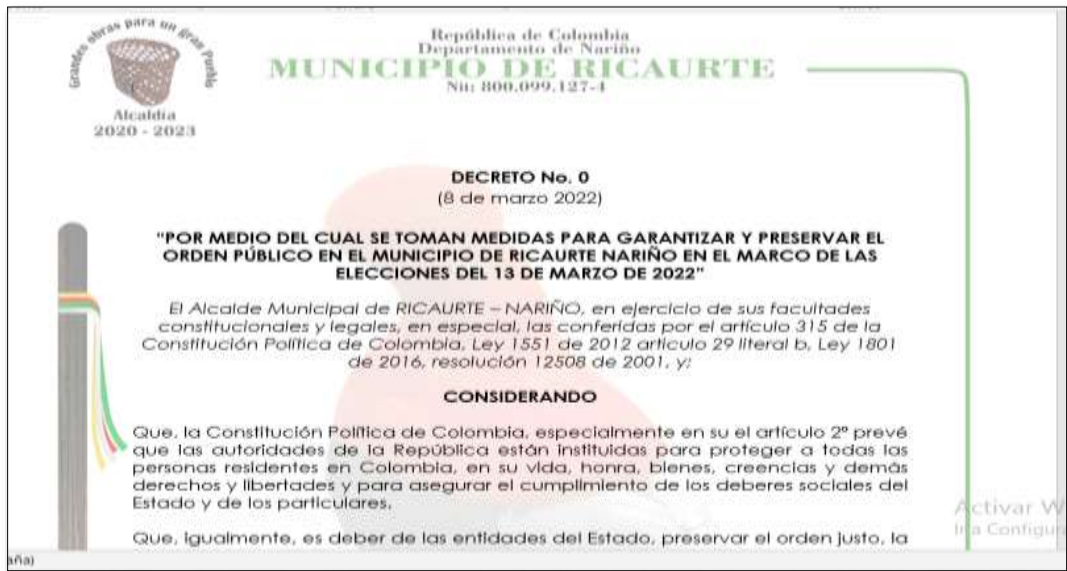 Grandes obras para un gran Pueblo
Alcaldía
2020 - 2023
República de Colombia
Departamento de Nariño
MUNICIPIO DE RICAURTE
Nit: 800.099.127-4
DECRETO No. 0
(8 de marzo 2022)
"POR MEDIO DEL CUAL SE TOMAN MEDIDAS PARA GARANTIZAR Y PRESERVAR EL
ORDEN PÚBLICO EN EL MUNICIPIO DE RICAURTE NARIÑO EN EL MARCO DE LAS
ELECCIONES DEL 13 DE MARZO DE 2022"
El Alcalde Municipal de RICAURTE – NARIÑO, en ejercicio de sus facultades
constitucionales y legales, en especial, las conferidas por el artículo 315 de la
Constitución Política de Colombia, Ley 1551 de 2012 artículo 29 literal b, Ley 1801
de 2016, resolución 12508 de 2001, y;
CONSIDERANDO
Que, la Constitución Política de Colombia, especialmente en su el artículo 2º prevé
que las autoridades de la República están instituidas para proteger a todas las
personas residentes en Colombia, en su vida, honra, bienes, creencias y demás
derechos y libertades y para asegurar el cumplimiento de los deberes sociales del
Estado y de los particulares.
Que, igualmente, es deber de las entidades del Estado, preservar el orden justo, la
Activar W
Ir a Configur
aña)